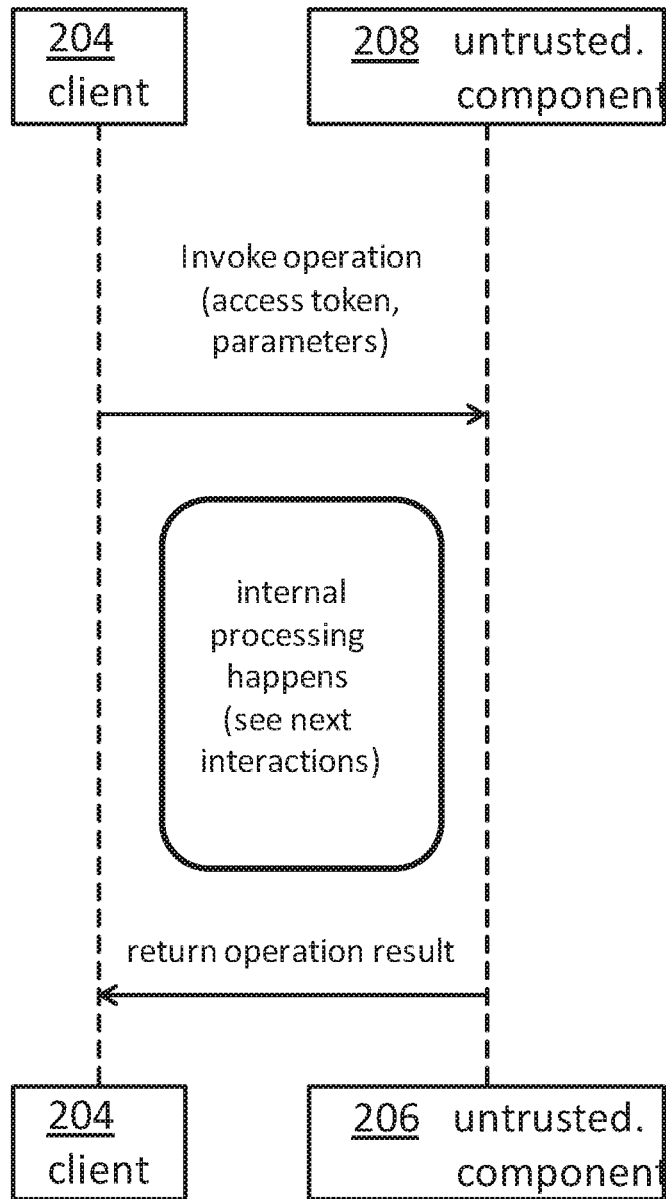 204
client
208 untrusted.
component
Invoke operation
(access token,
parameters)
internal
processing
happens
(see next
interactions)
return operation result
204
client
206 untrusted.
component